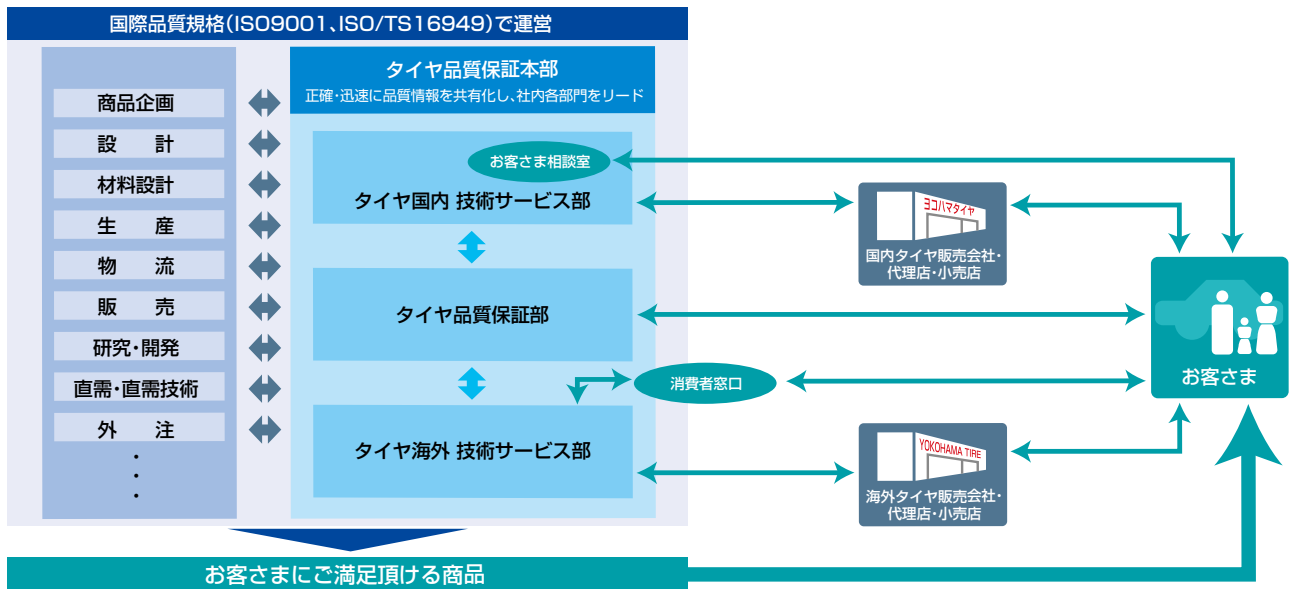 国際品質規格(ISO9001、ISO/TS16949)で運営
商品企画
設　計
材料設計
生　産
物　流
販　売
研究・開発
直需・直需技術
外　注
・
・
・
タイヤ品質保証本部
正確・迅速に品質情報を共有化し、社内各部門をリード
お客さま相談室
タイヤ国内 技術サービス部
タイヤ品質保証部
消費者窓口
タイヤ海外 技術サービス部
ヨコハマタイヤ
国内タイヤ販売会社・
代理店・小売店
YOKOHAMA TIRE
海外タイヤ販売会社・
代理店・小売店
お客さま
お客さまにご満足頂ける商品